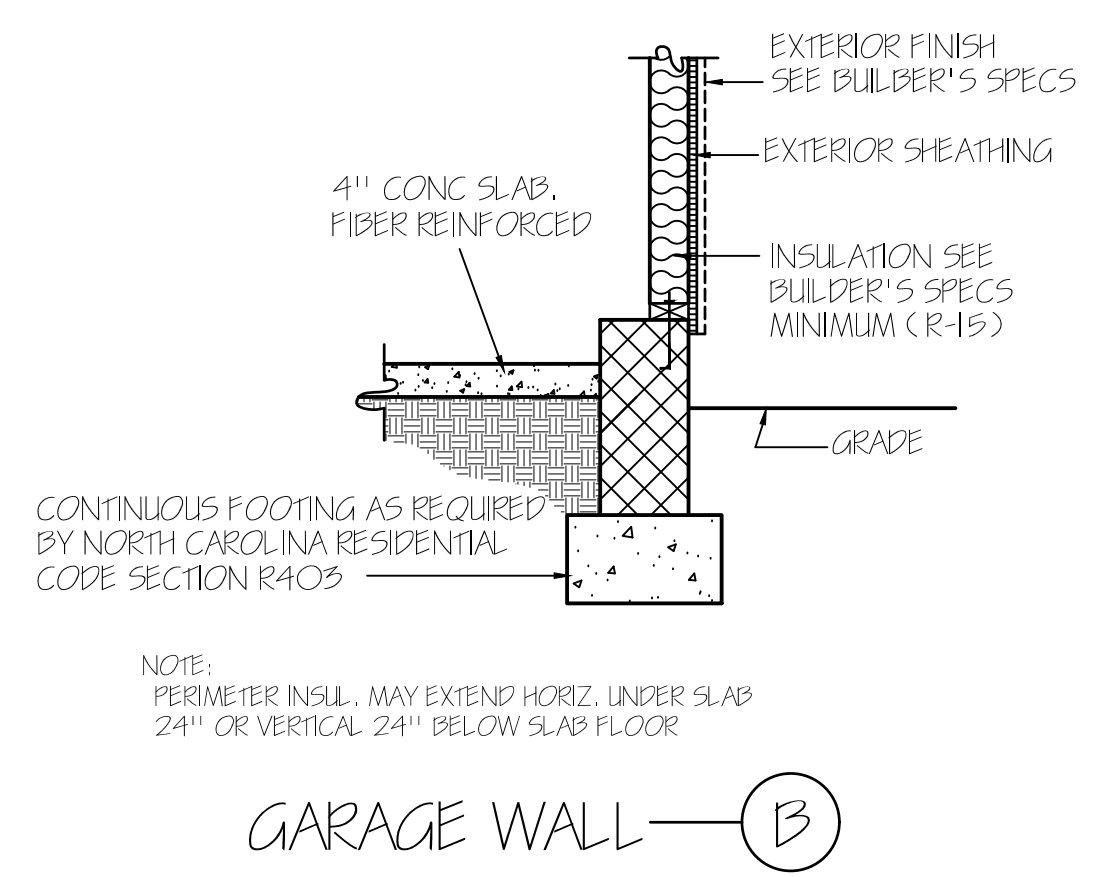 EXTERIOR FINISH
SEE BUILBER'S SPECS
EXTERIOR SHEATHING
4" CONC SLAB.
FIBER REINFORCED
INSULATION SEE
BUILDER'S SPECS
MINIMUM (R-15)
GRADE
CONTINUOUS FOOTING AS REQUIRED
BY NORTH CAROLINA RESIDENTIAL
CODE SECTION R403
NOTE:
PERIMETER INSUL. MAY EXTEND HORIZ. UNDER SLAB
24" OR VERTICAL 24" BELOW SLAB FLOOR
GARAGE WALL B